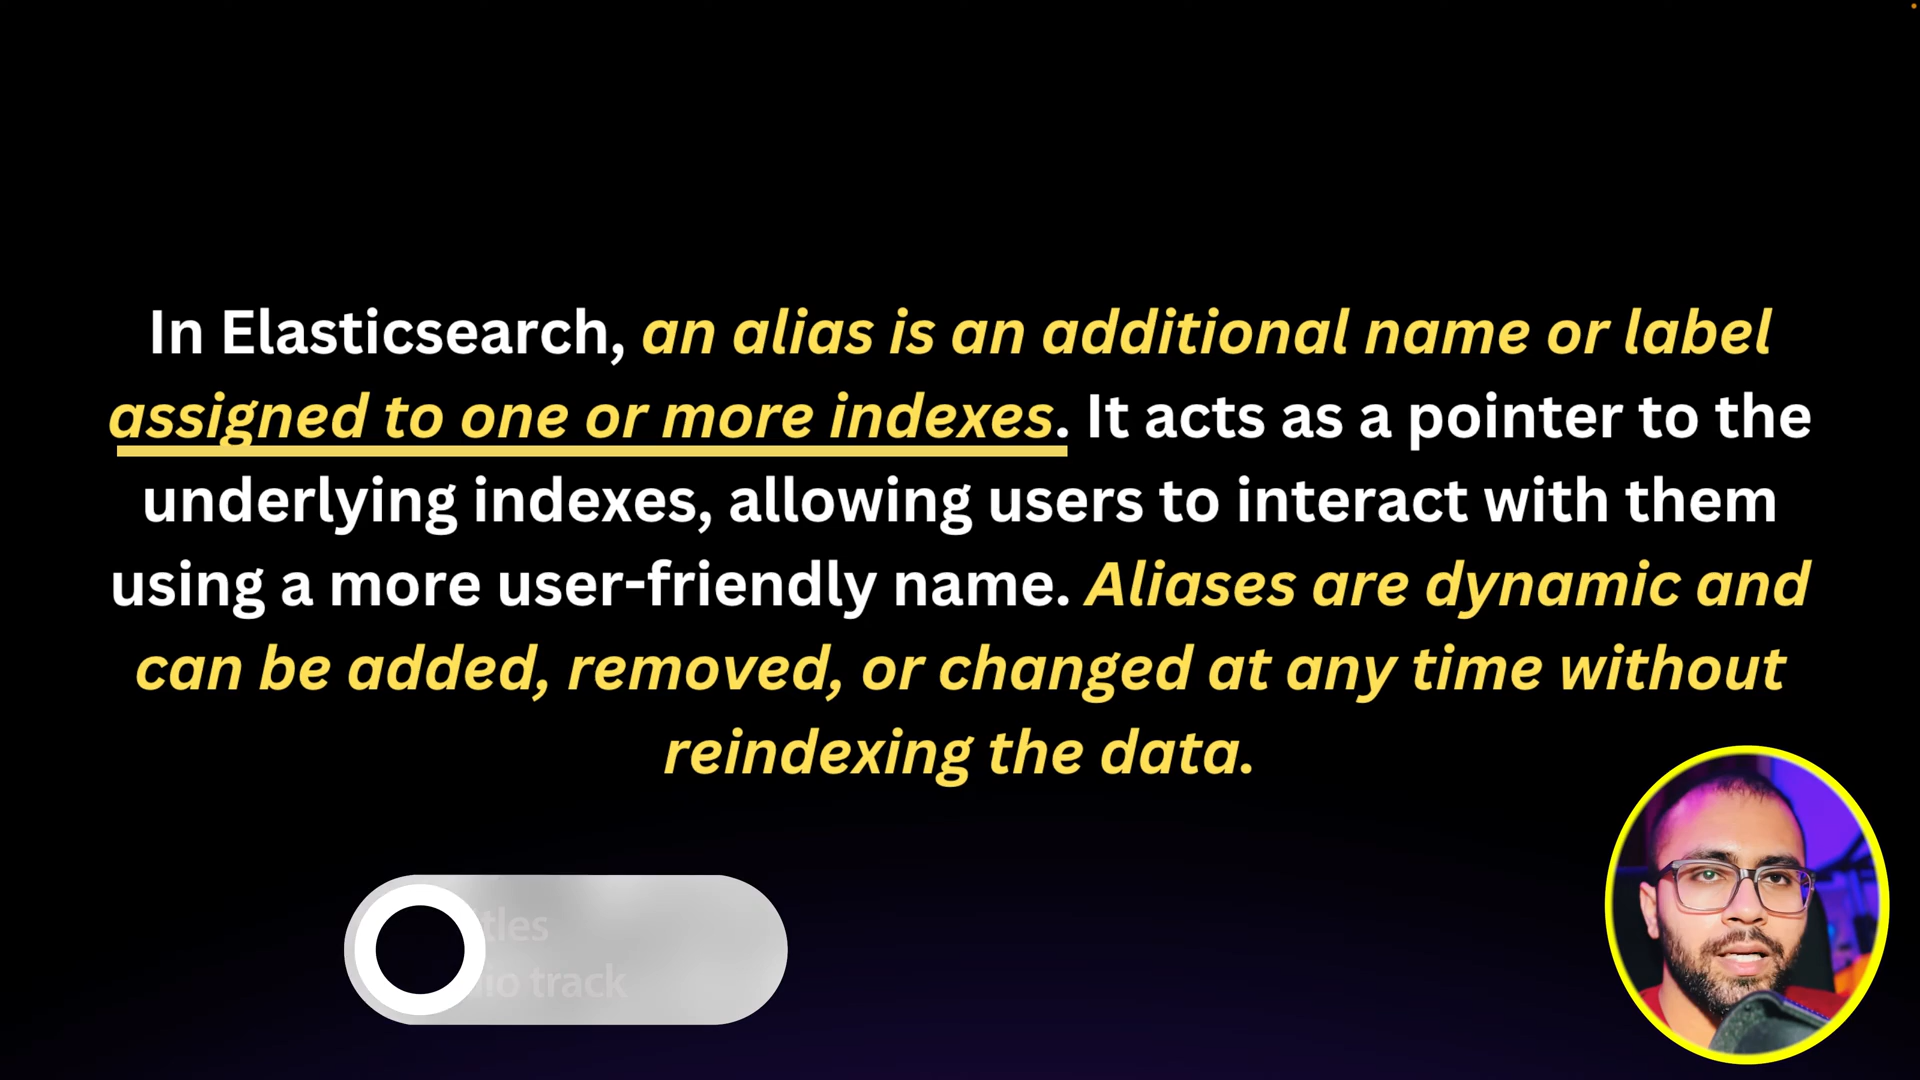 In Elasticsearch, an alias is an additional name or label
assigned to one or more indexes. It acts as a pointer to the
underlying indexes, allowing users to interact with them
using a more user-friendly name. Aliases are dynamic and
can be added, removed, or changed at any time without
reindexing the data.
track